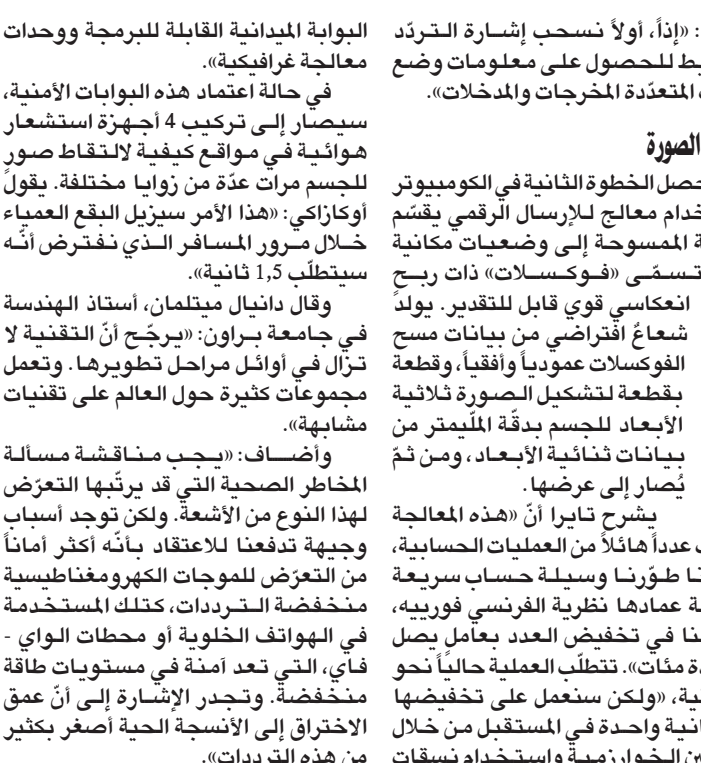 : «إذاً، أولاً نسحب إشارة التردّد
للحصول على معلومات وضع
المتعدّدة المخرجات والمدخلات».
الصورة
الخطوة الثانية في الكومبيوتر
معالج للإرسال الرقمي يقسّم
الممسوحة إلى وضعيات مكانية
تسمّى «فوكسلات» ذات ربح
انعكاسي قوي قابل للتقدير. يولد
شعاعٌ افتراضي من بيانات مسح
الفوكسلات عمودياً وأفقياً، وقطعة
بقطعة لتشكيل الصورة ثلاثية
الأبعاد للجسم بدقّة الملّيمتر من
بيانات ثنائية الأبعاد، ومن ثمّ
يُصار إلى عرضها.
يشرح تايرا أنّ «هذه المعالجة
عدداً هائلاً من العمليات الحسابية،
طوّرنا وسيلة حساب سريعة
عمادها نظرية الفرنسي فورييه،
في تخفيض العدد بعامل يصل
مئات». تتطلّب العملية حالياً نحو
«ولكن سنعمل على تخفيضها
واحدة في المستقبل من خلال
الخوارزمية واستخدام نسقات
البوابة الميدانية القابلة للبرمجة ووحدات
معالجة غرافيكية».
في حالة اعتماد هذه البوابات الأمنية،
سيصار إلى تركيب 4 أجهزة استشعار
هوائية في مواقع كيفية لالتقاط صورٍ
للجسم مرات عدّة من زوايا مختلفة. يقول
أوكازاكي: «هذا الأمر سيزيل البقع العمياء
خلال مرور المسافر الذي نفترض أنّه
سيتطلّب 1,5 ثانية».
وقال دانيال ميتلمان، أستاذ الهندسة
في جامعة براون: «يرجّح أنّ التقنية لا
تزال في أوائل مراحل تطويرها. وتعمل
مجموعات كثيرة حول العالم على تقنيات
مشابهة».
وأضاف: «يجب مناقشة مسألة
المخاطر الصحية التي قد يرتّبها التعرّض
لهذا النوع من الأشعة. ولكن توجد أسباب
وجيهة تدفعنا للاعتقاد بأنّه أكثر أماناً
من التعرّض للموجات الكهرومغناطيسية
منخفضة الترددات، كتلك المستخدمة
في الهواتف الخلوية أو محطات الواي -
فاي، التي تعد آمنة في مستويات طاقة
منخفضة. وتجدر الإشارة إلى أنّ عمق
الاختراق إلى الأنسجة الحية أصغر بكثير
من هذه الترددات».